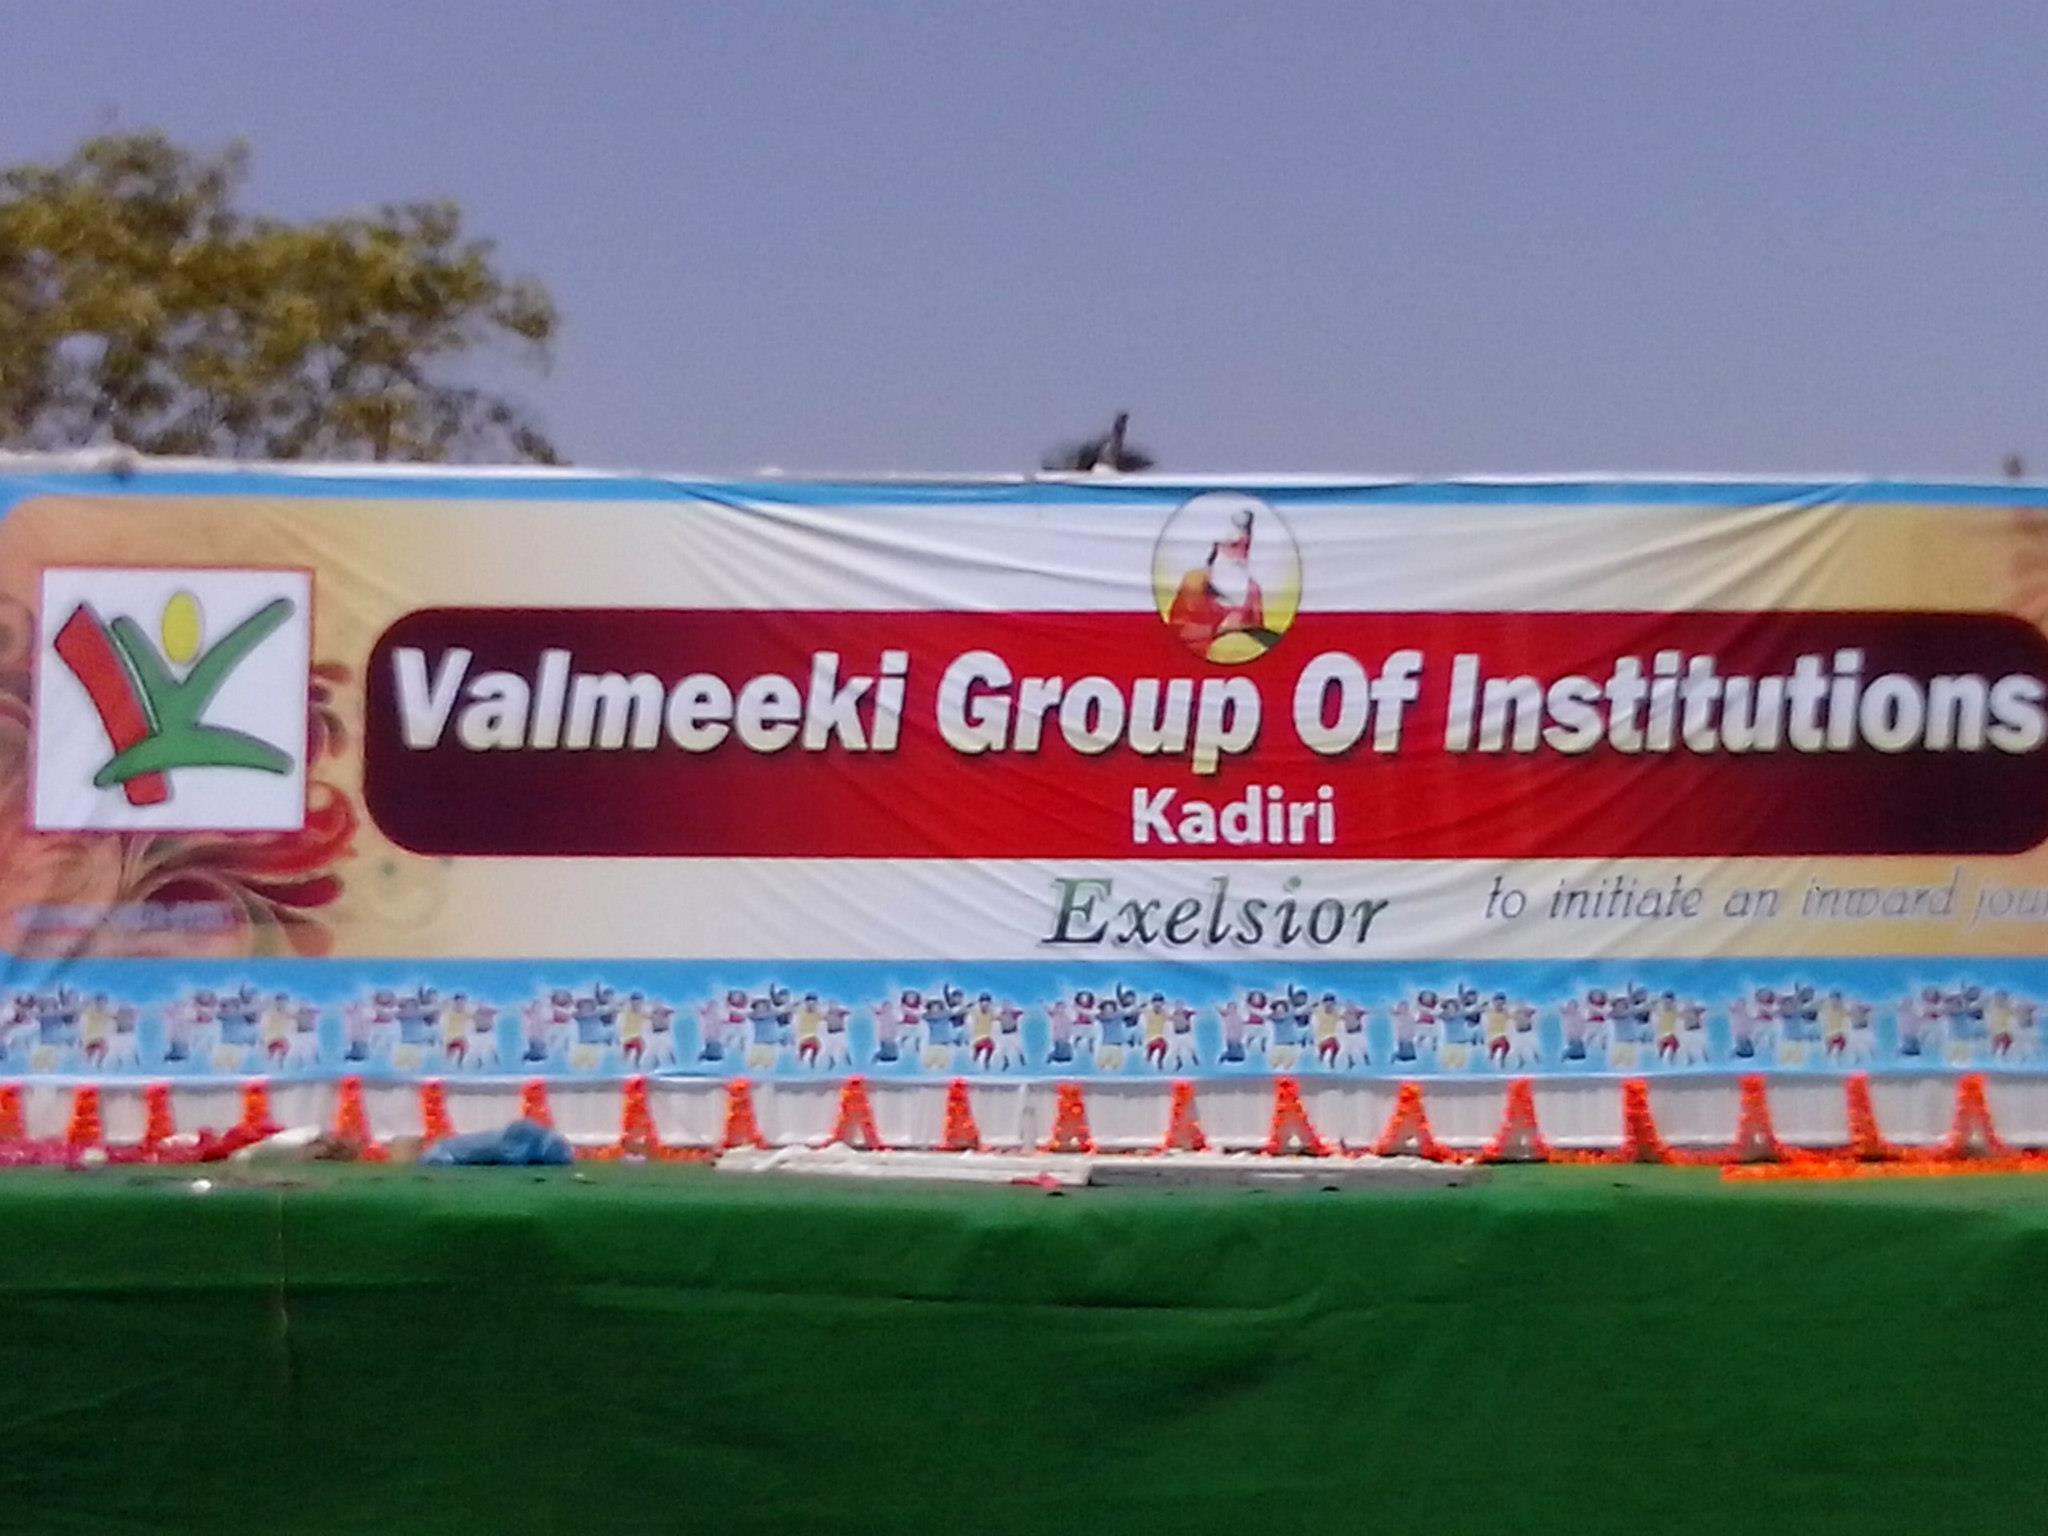 Valmeeki Group Of Institutions
Kadiri
Exelsior to initiate an inward